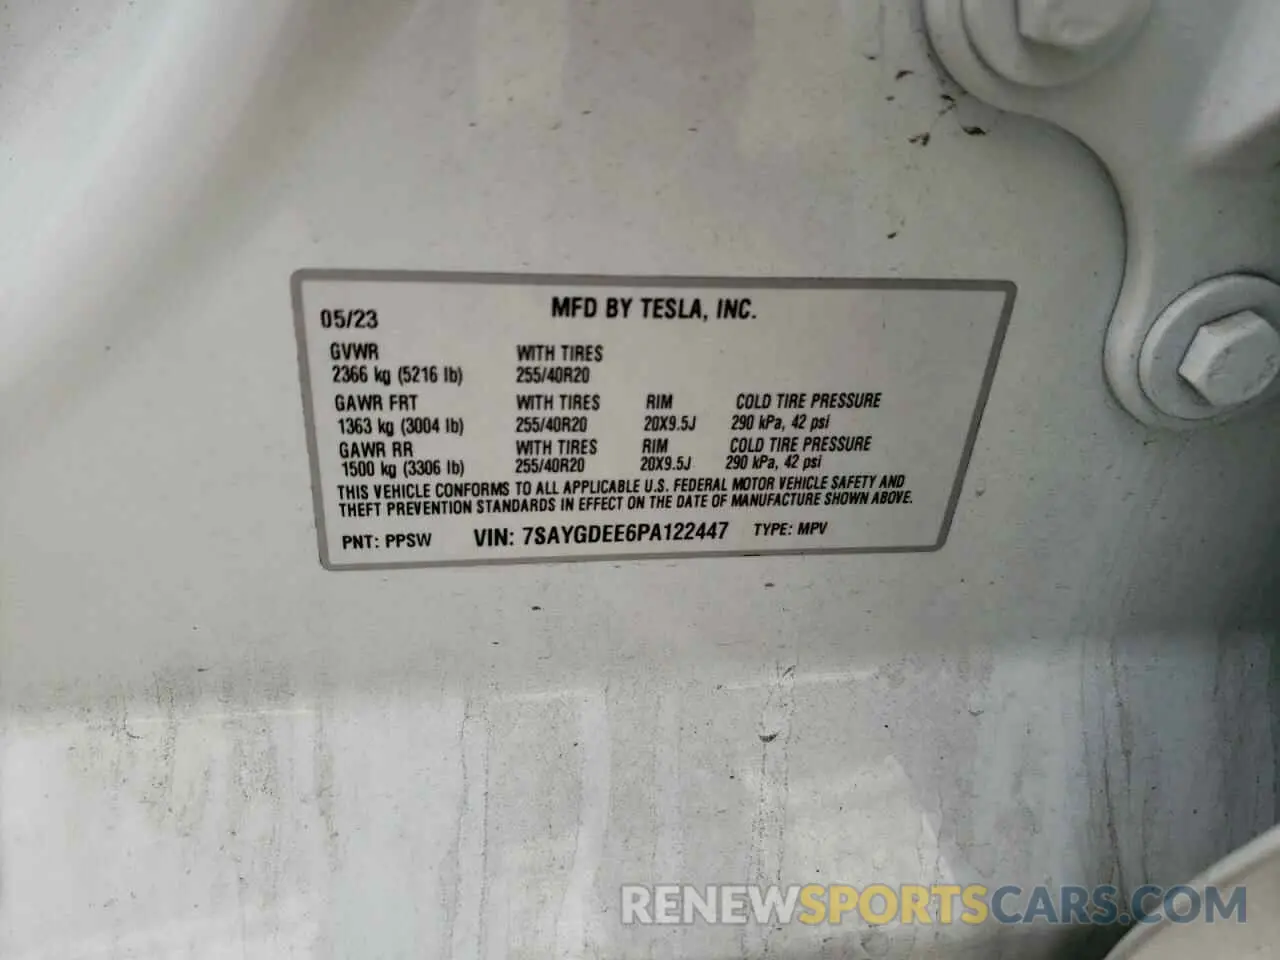 MFD BY TESLA, INC.
05/23
GVWR WITH TIRES
2366 kg (5216 lb) 255/40R20
GAWR FRT WITH TIRES RIM COLD TIRE PRESSURE
1363 kg (3004 lb) 255/40R20 20X9.5J 290 kPa, 42 psi
GAWR RR WITH TIRES RIM COLD TIRE PRESSURE
1500 kg (3306 lb) 255/40R20 20X9.5J 290 kPa, 42 psi
THIS VEHICLE CONFORMS TO ALL APPLICABLE U.S. FEDERAL MOTOR VEHICLE SAFETY AND
THEFT PREVENTION STANDARDS IN EFFECT ON THE DATE OF MANUFACTURE SHOWN ABOVE.
PNT: PPSW VIN: 7SAYGDEE6PA122447 TYPE: MPV
RENEWSPORTSCARS.COM